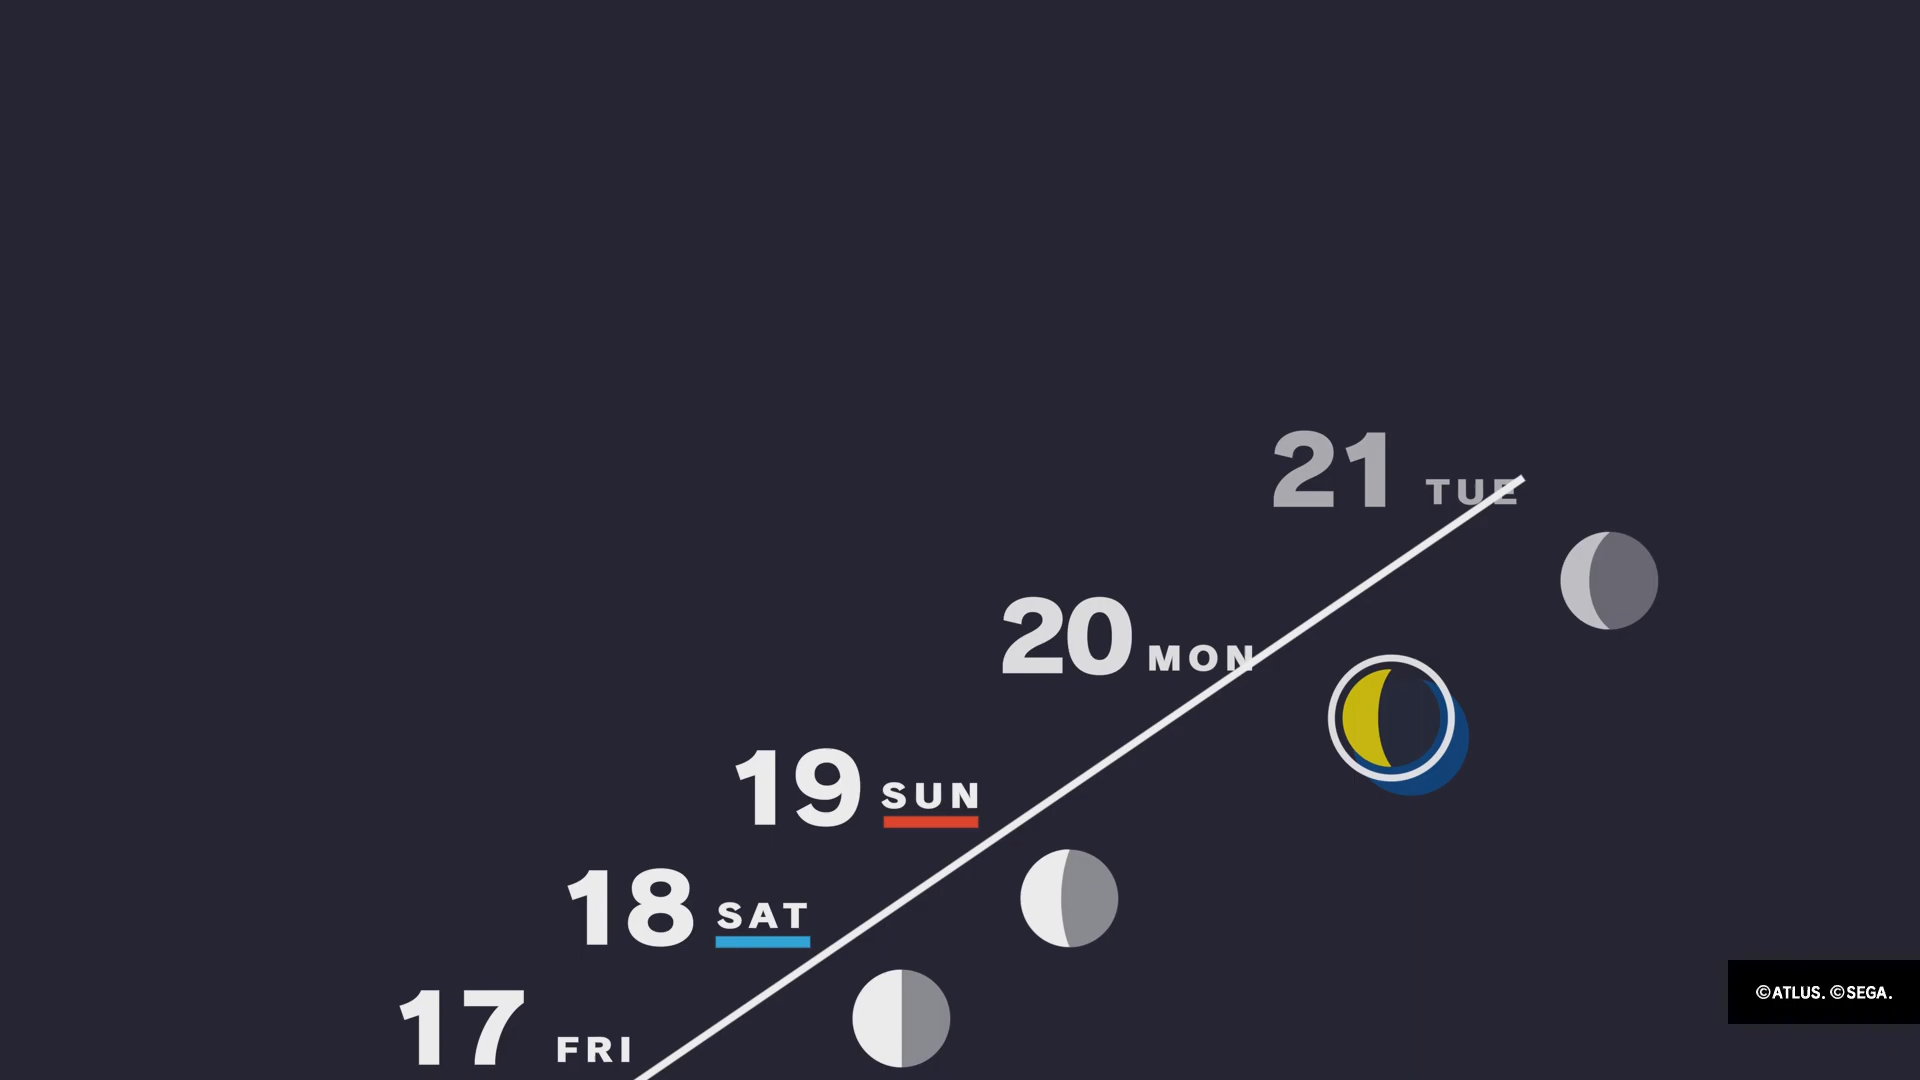 21 TUE
20 MON
19 SUN
18 SAT
17 FRI
©ATLUS. ©SEGA.